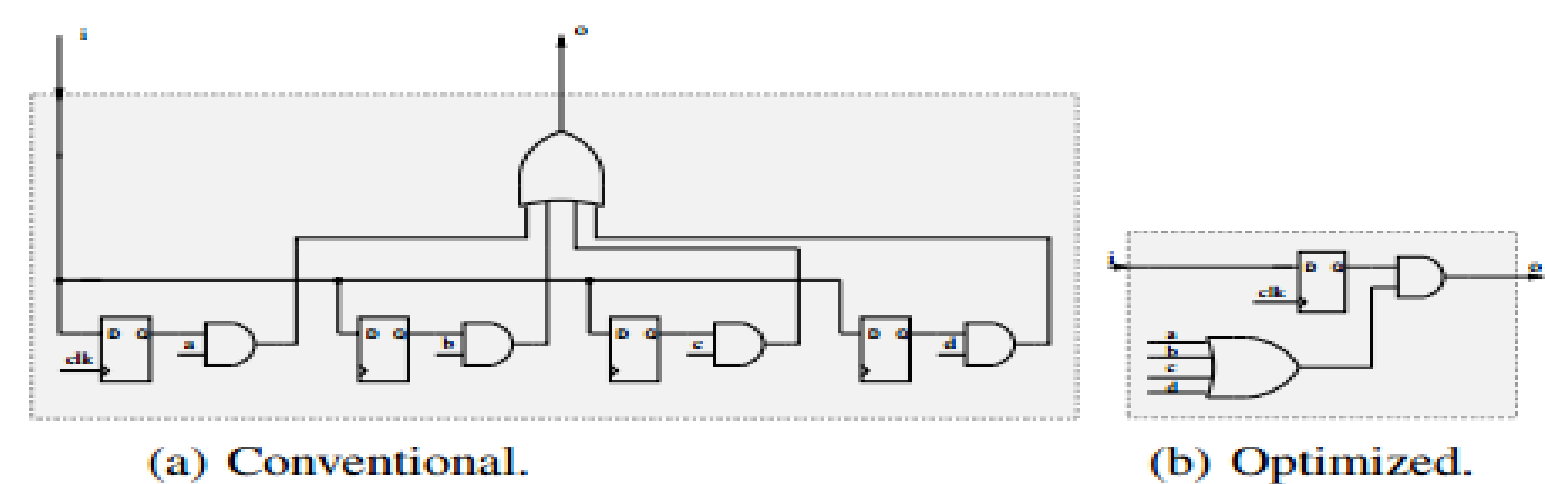 i
o
D Q
a
clk
D Q
b
D Q
c
D Q
d
(a) Conventional.
i
D Q
o
clk
a
b
c
d
(b) Optimized.